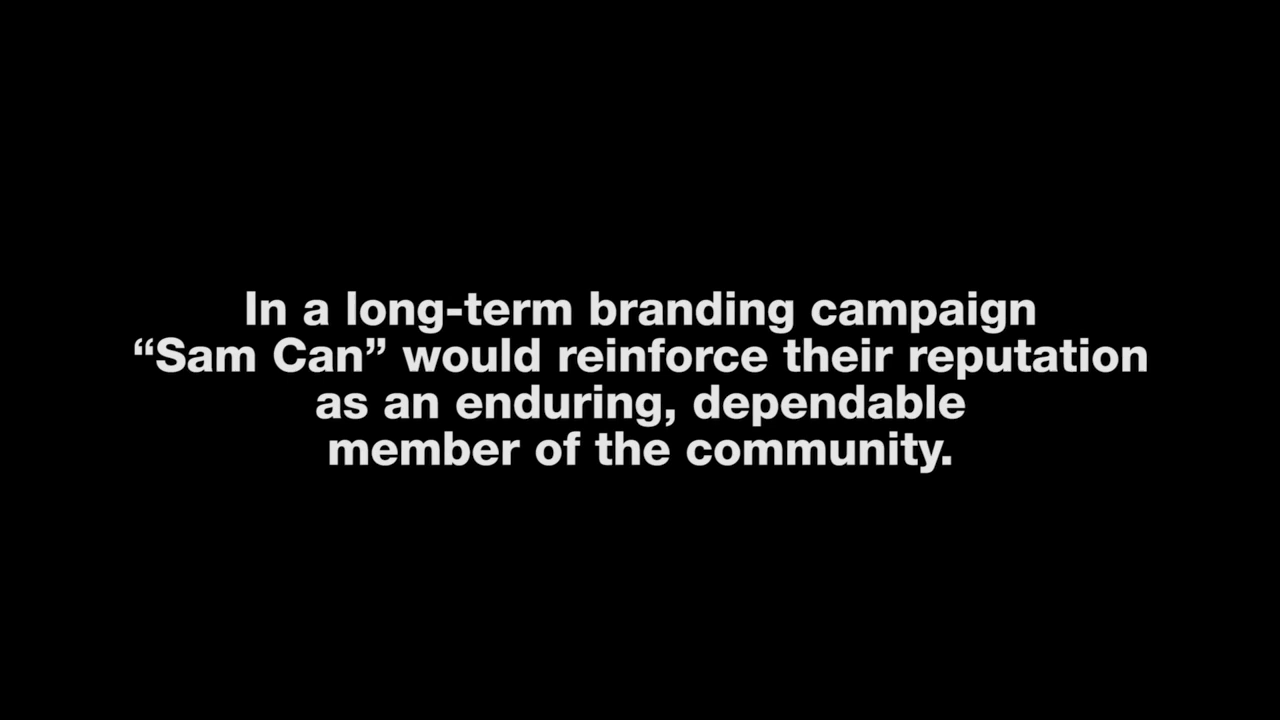 In a long-term branding campaign
“Sam Can” would reinforce their reputation
as an enduring, dependable
member of the community.